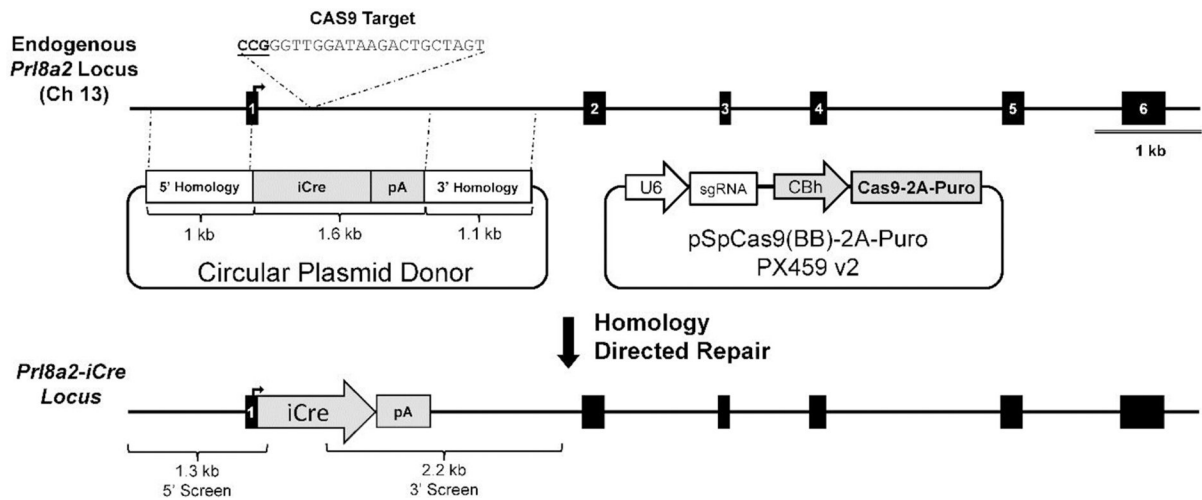 CAS9 Target
CCGGGTTGGATAAGACTGCTAGT
Endogenous
Prl8a2 Locus
(Ch 13)
1
2
3
4
5
6
1 kb
5' Homology
iCre
pA
3' Homology
1 kb
1.6 kb
1.1 kb
Circular Plasmid Donor
U6
sgRNA
CBh
Cas9-2A-Puro
pSpCas9(BB)-2A-Puro
PX459 v2
Homology
Directed Repair
Prl8a2-iCre
Locus
1
iCre
pA
1.3 kb
5' Screen
2.2 kb
3' Screen